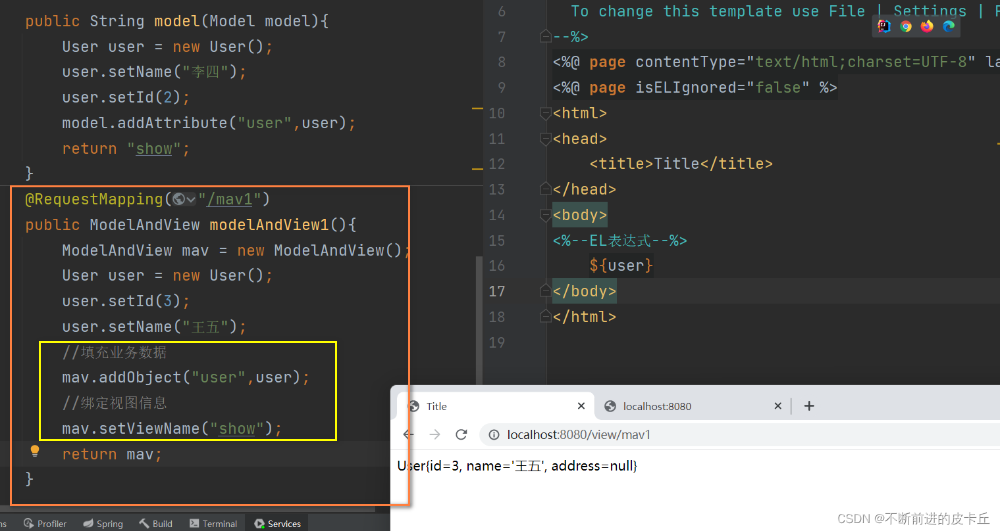 public String model(Model model){
User user = new User();
user.setName("李四");
user.setId(2);
model.addAttribute("user",user);
return "show";
}
@RequestMapping("/mav1")
public ModelAndView modelAndView1(){
ModelAndView mav = new ModelAndView();
User user = new User();
user.setId(3);
user.setName("王五");
//填充业务数据
mav.addObject("user",user);
//绑定视图信息
mav.setViewName("show");
return mav;
}
6 To change this template use File | Settings | F
7 --%>
8 <%@ page contentType="text/html;charset=UTF-8" la
9 <%@ page isELIgnored="false" %>
10 <html>
11 <head>
12 <title>Title</title>
13 </head>
14 <body>
15 <%--EL表达式--%>
16 ${user}
17 </body>
18 </html>
19
Title
localhost:8080
localhost:8080/view/mav1
User{id=3, name='王五', address=null}
ns Profiler Spring Build Terminal Services
CSDN @不断前进的皮卡丘